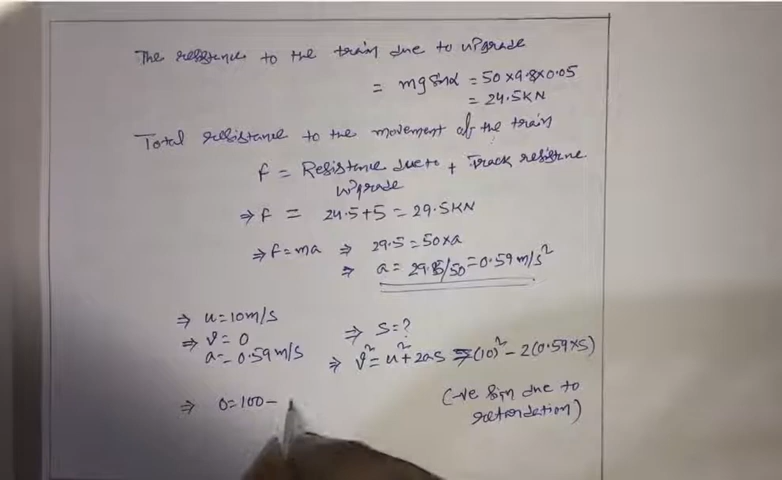 The resistence to the train due to upgrade
= mg sinα = 50 x 9.8 x 0.05
= 24.5KN
Total resistance to the movement of the train
F = Resistance due to upgrade + Track resistance
⇒ F = 24.5 + 5 = 29.5KN
⇒ F = ma ⇒ 29.5 = 50 x a
⇒ a = 29.5/50 = 0.59 m/s²
⇒ u = 10 m/s
⇒ v = 0
a = 0.59 m/s
⇒ S = ?
⇒ v² = u² + 2as ⇒ (10)² - 2(0.59 x S)
(-ve sign due to
retardation)
⇒ 0 = 100 -